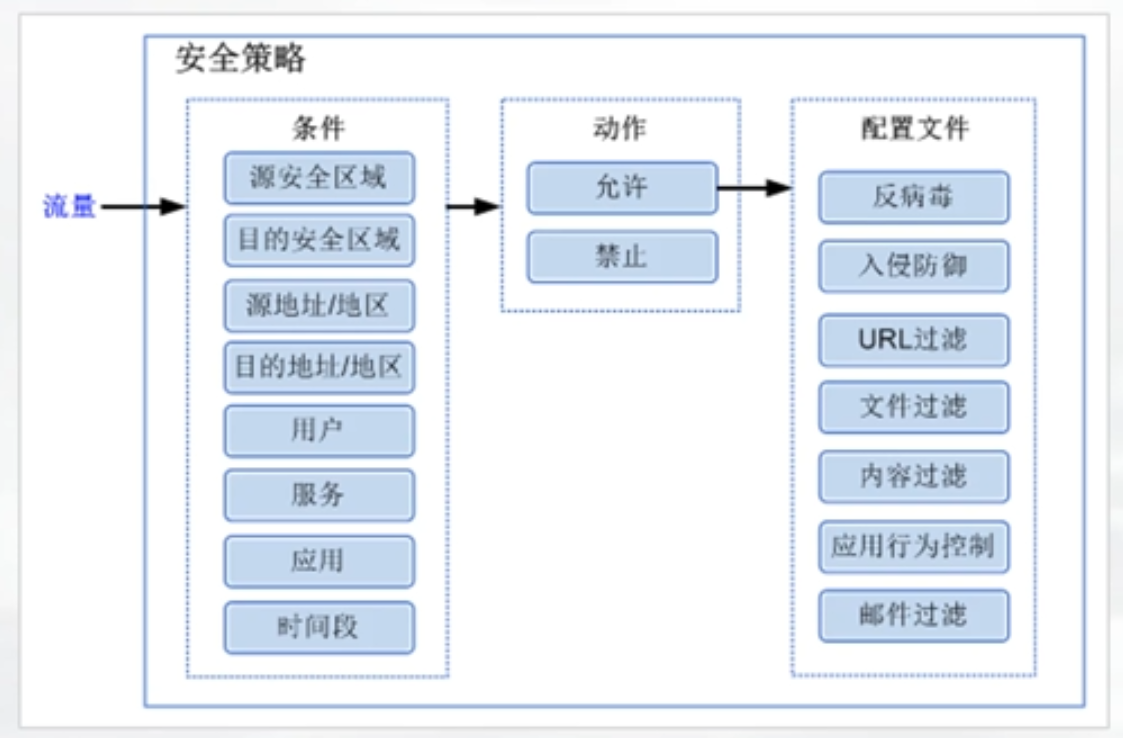 安全策略
流量
条件
源安全区域
目的安全区域
源地址/地区
目的地址/地区
用户
服务
应用
时间段
动作
允许
禁止
配置文件
反病毒
入侵防御
URL过滤
文件过滤
内容过滤
应用行为控制
邮件过滤